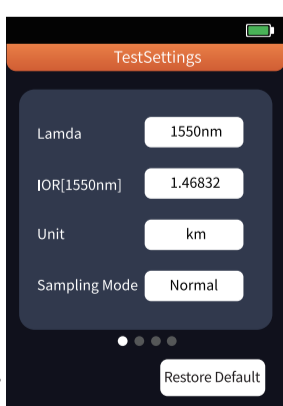 TestSettings
Lamda 1550nm
IOR[1550nm] 1.46832
Unit km
Sampling Mode Normal
Restore Default